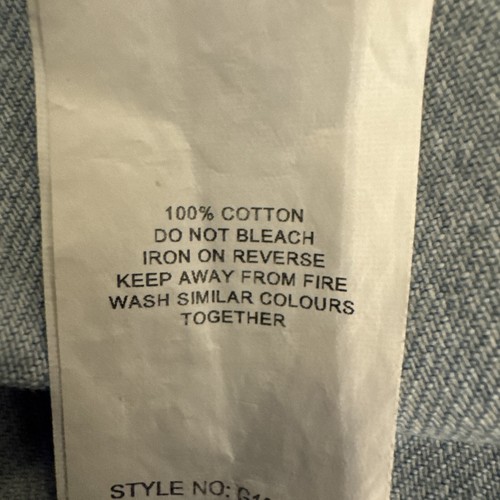 100% COTTON
DO NOT BLEACH
IRON ON REVERSE
KEEP AWAY FROM FIRE
WASH SIMILAR COLOURS
TOGETHER
STYLE NO: